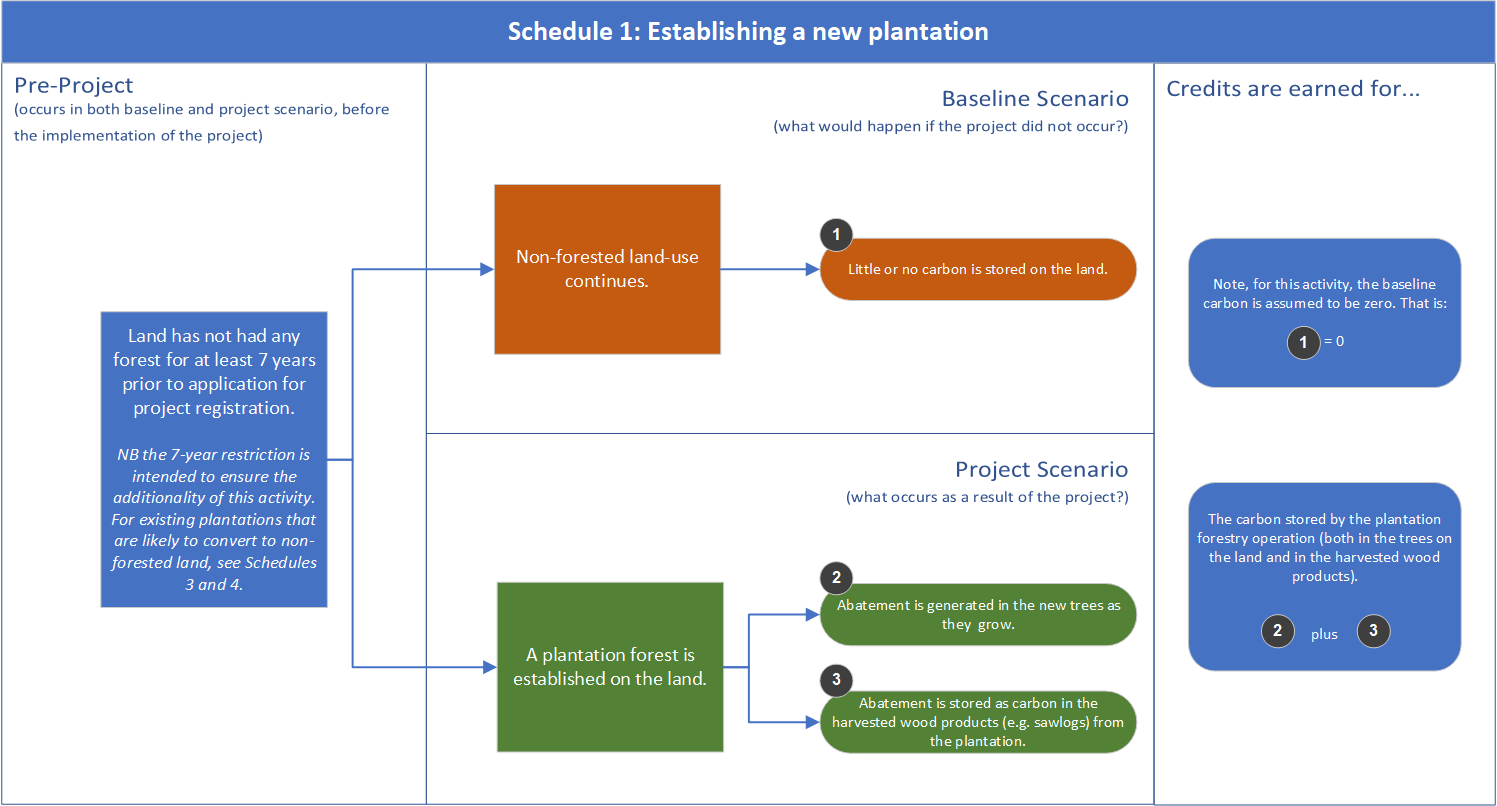 Schedule 1: Establishing a new plantation
Pre-Project
(occurs in both baseline and project scenario, before
the implementation of the project)
Land has not had any
forest for at least 7 years
prior to application for
project registration.
NB the 7-year restriction is
intended to ensure the
additionality of this activity.
For existing plantations that
are likely to convert to non-
forested land, see Schedules
3 and 4.
Baseline Scenario
(what would happen if the project did not occur?)
Non-forested land-use
continues.
1
Little or no carbon is stored on the land.
Project Scenario
(what occurs as a result of the project?)
A plantation forest is
established on the land.
2
Abatement is generated in the new trees as
they grow.
3
Abatement is stored as carbon in the
harvested wood products (e.g. sawlogs) from
the plantation.
Credits are earned for...
Note, for this activity, the baseline
carbon is assumed to be zero. That is:
1 = 0
The carbon stored by the plantation
forestry operation (both in the trees on
the land and in the harvested wood
products).
2 plus 3